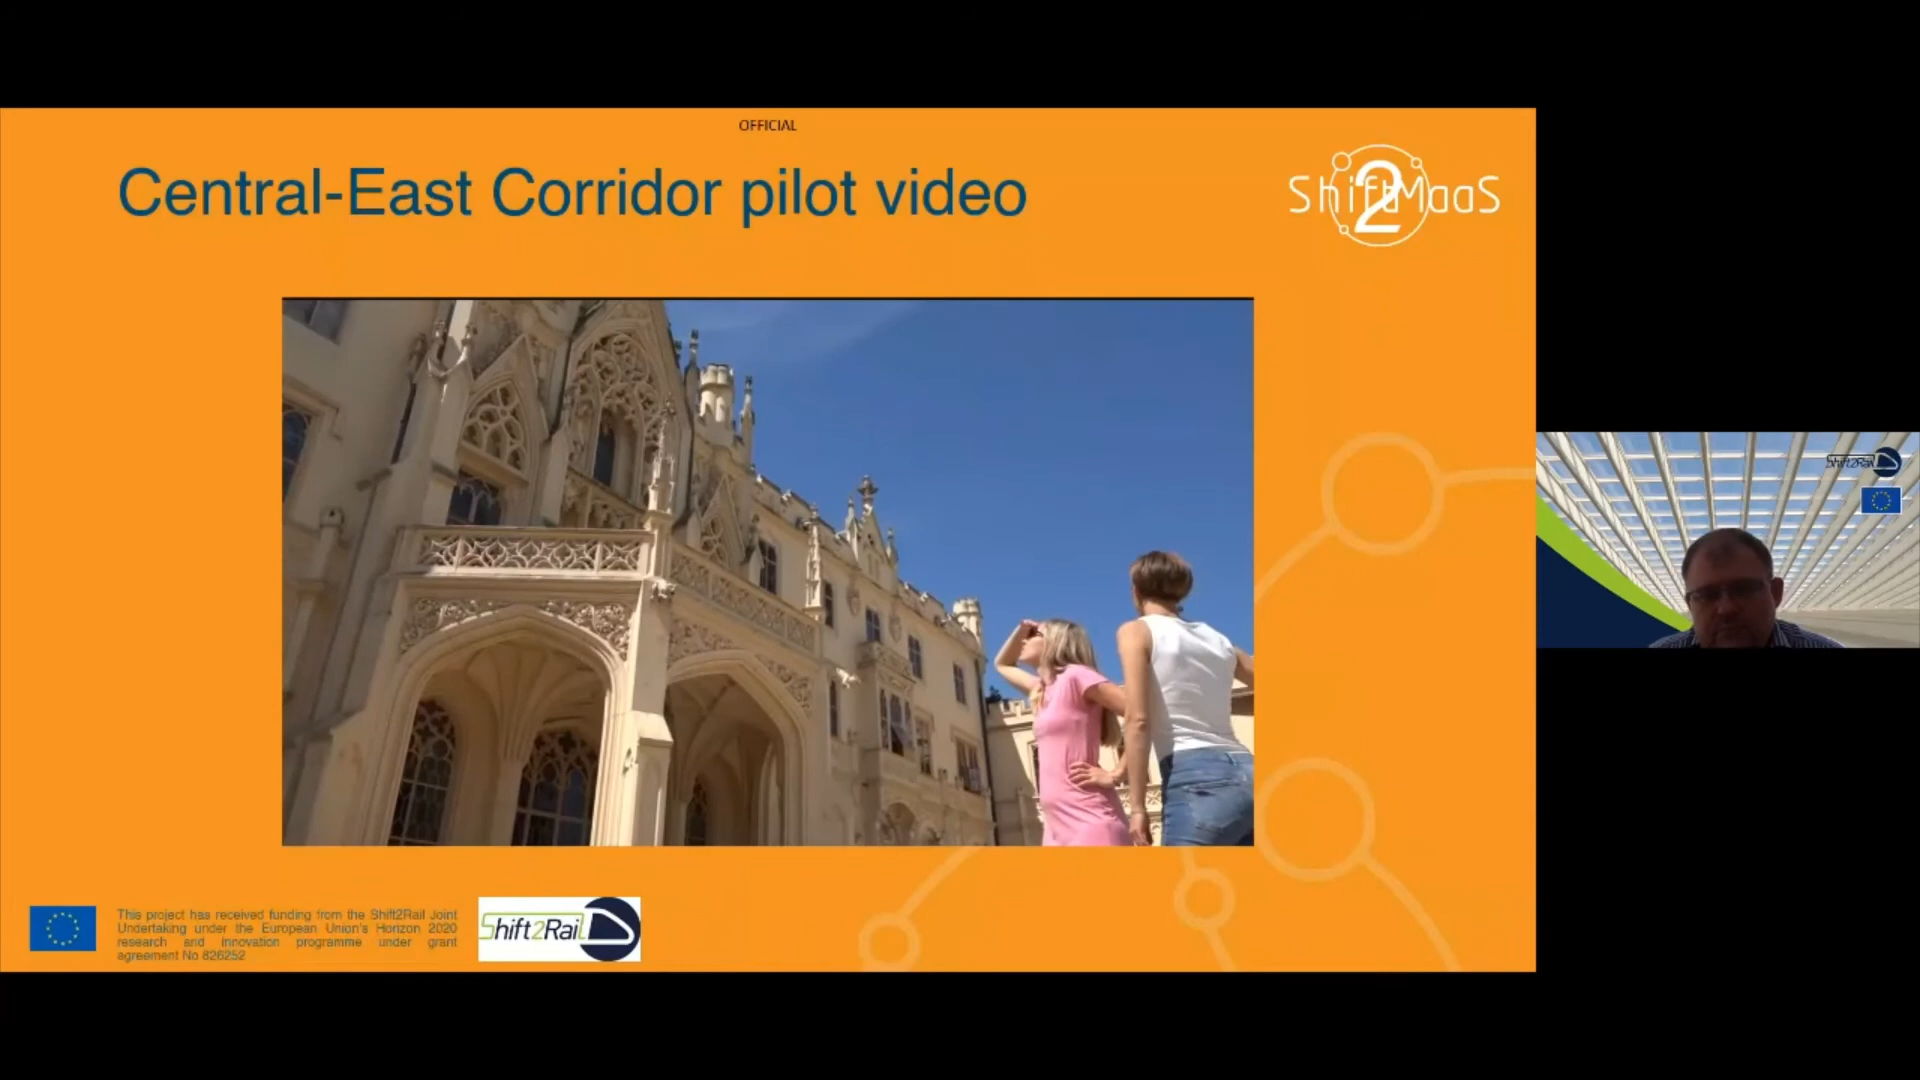 OFFICIAL
Central-East Corridor pilot video
Shift2MaaS
Shift2Rail
This project has received funding from the Shift2Rail Joint
Undertaking under the European Union's Horizon 2020
research and innovation programme under grant
agreement No 826252
Shift2Rail